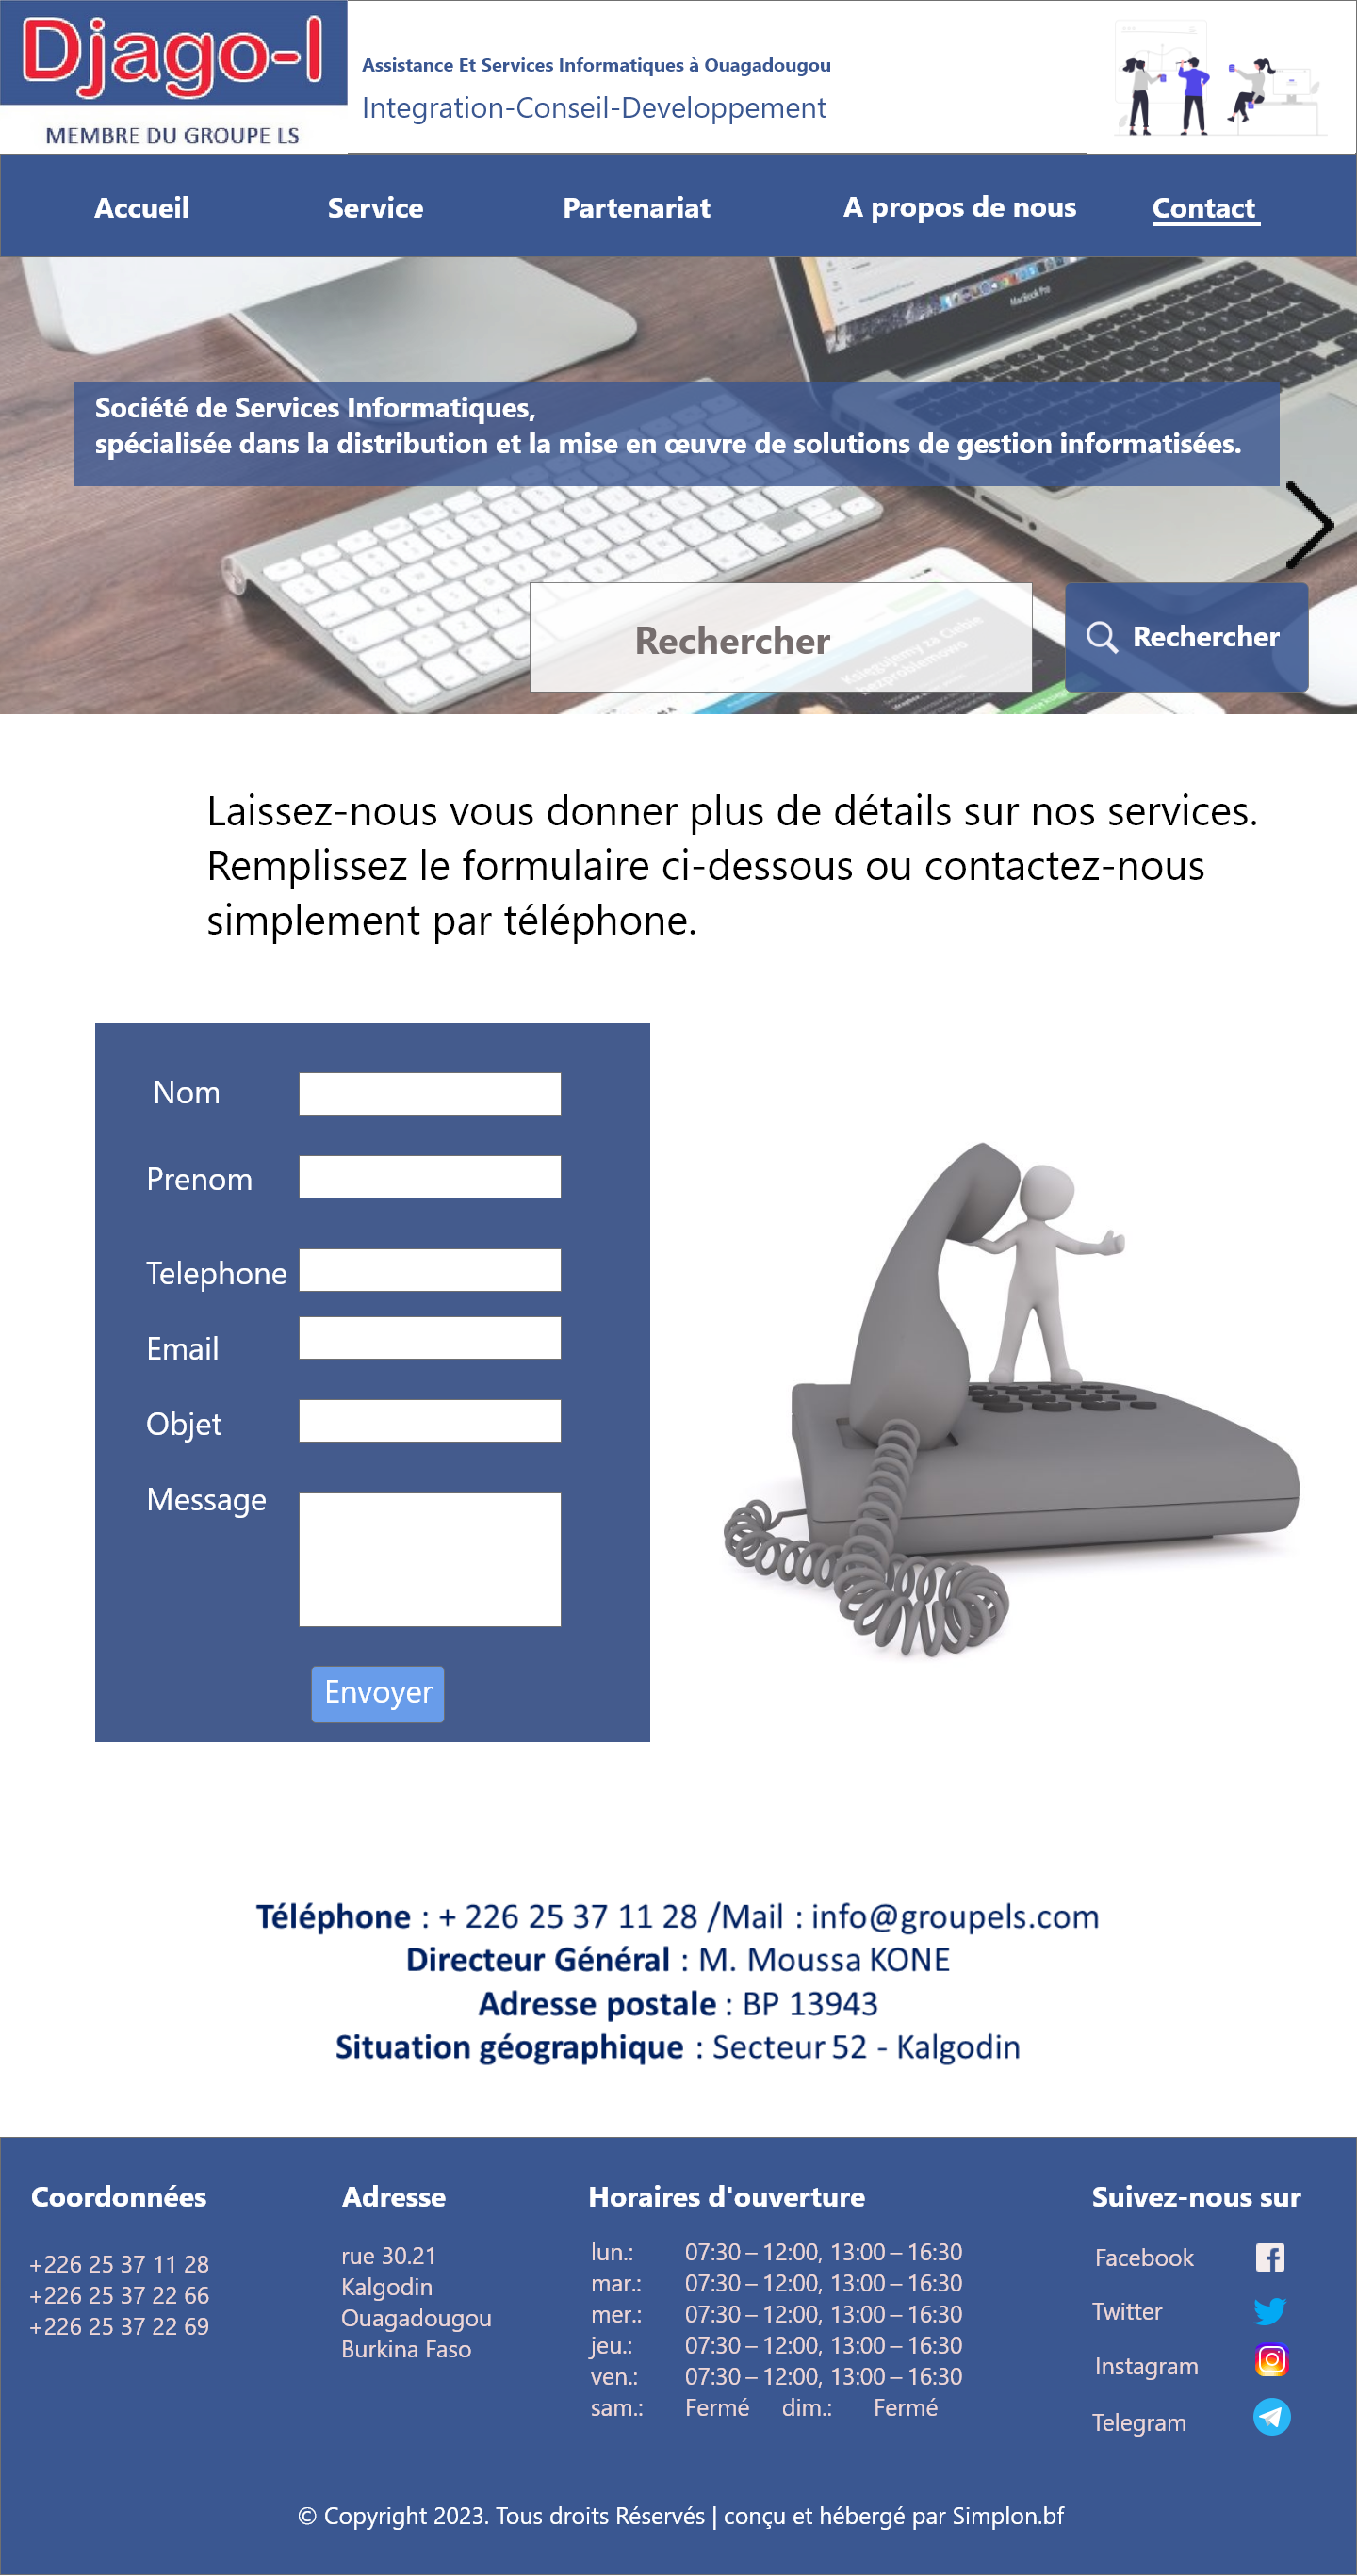 Djago-I
MEMBRE DU GROUPE LS
Assistance Et Services Informatiques à Ouagadougou
Integration-Conseil-Developpement
Accueil Service Partenariat A propos de nous Contact
MacBook Pro
Société de Services Informatiques,
spécialisée dans la distribution et la mise en œuvre de solutions de gestion informatisées.
Rechercher
Rechercher
Księgujemy za Ciebie
bezproblemowo
Laissez-nous vous donner plus de détails sur nos services.
Remplissez le formulaire ci-dessous ou contactez-nous
simplement par téléphone.
Nom
Prenom
Telephone
Email
Objet
Message
Envoyer
Téléphone : + 226 25 37 11 28 /Mail : info@groupels.com
Directeur Général : M. Moussa KONE
Adresse postale : BP 13943
Situation géographique : Secteur 52 - Kalgodin
Coordonnées
+226 25 37 11 28
+226 25 37 22 66
+226 25 37 22 69
Adresse
rue 30.21
Kalgodin
Ouagadougou
Burkina Faso
Horaires d'ouverture
lun.: 07:30 – 12:00, 13:00 – 16:30
mar.: 07:30 – 12:00, 13:00 – 16:30
mer.: 07:30 – 12:00, 13:00 – 16:30
jeu.: 07:30 – 12:00, 13:00 – 16:30
ven.: 07:30 – 12:00, 13:00 – 16:30
sam.: Fermé dim.: Fermé
Suivez-nous sur
Facebook
Twitter
Instagram
Telegram
© Copyright 2023. Tous droits Réservés | conçu et hébergé par Simplon.bf